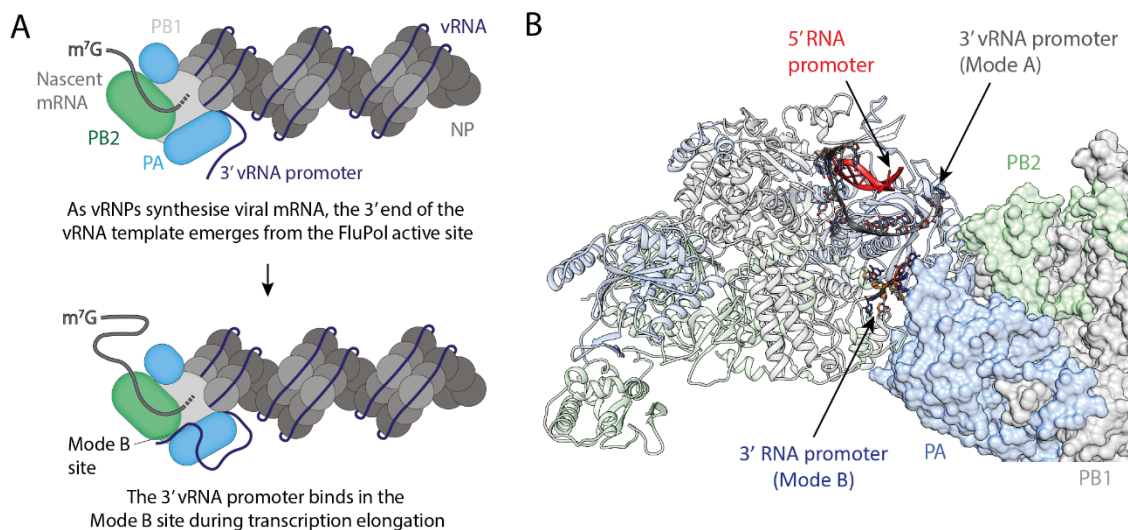 A
PB1
vRNA
m⁷G
Nascent
mRNA
PB2
PA
NP
3′ vRNA promoter
As vRNPs synthesise viral mRNA, the 3′ end of the
vRNA template emerges from the FluPol active site
m⁷G
Mode B
site
The 3′ vRNA promoter binds in the
Mode B site during transcription elongation
B
5′ RNA
promoter
3′ vRNA promoter
(Mode A)
PB2
3′ RNA promoter
(Mode B)
PA
PB1